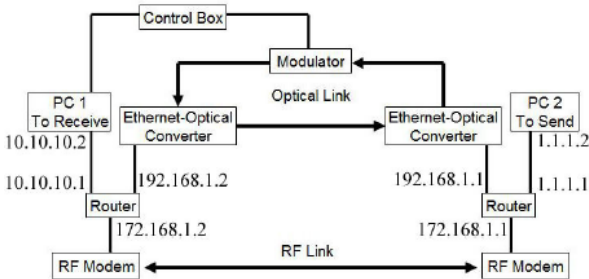 Control Box
Modulator
Optical Link
PC 1
To Receive
Ethernet-Optical
Converter
Ethernet-Optical
Converter
PC 2
To Send
10.10.10.2
1.1.1.2
10.10.10.1
192.168.1.2
192.168.1.1
1.1.1.1
Router
Router
172.168.1.2
172.168.1.1
RF Modem
RF Link
RF Modem